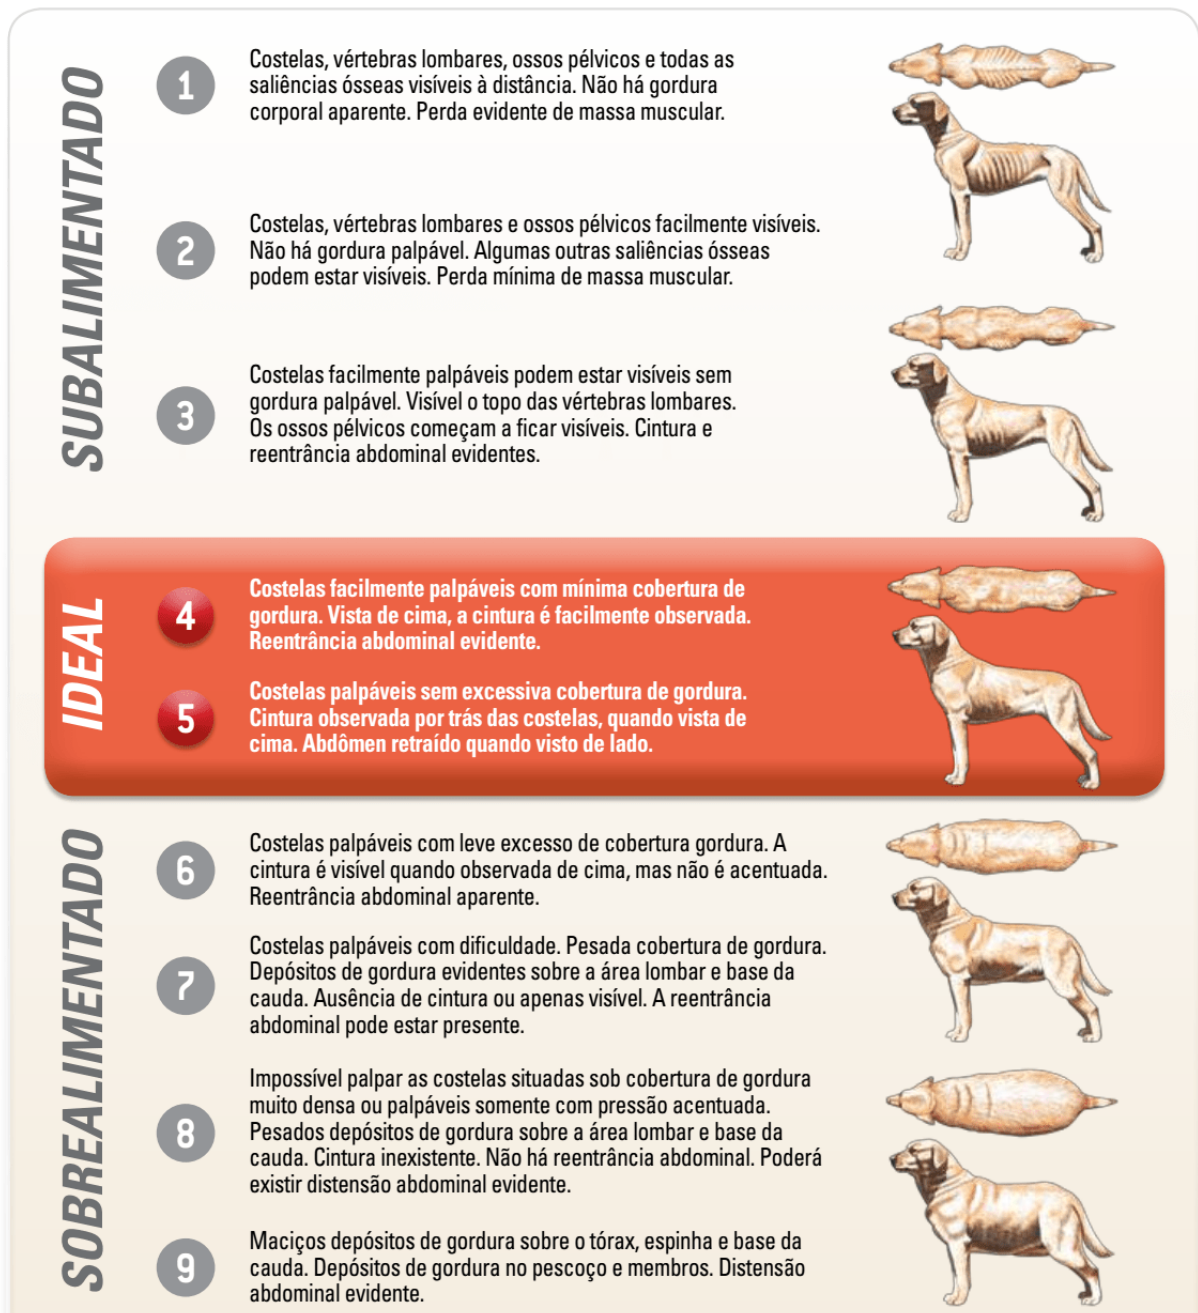 SUBALIMENTADO
1
Costelas, vértebras lombares, ossos pélvicos e todas as
saliências ósseas visíveis à distância. Não há gordura
corporal aparente. Perda evidente de massa muscular.
2
Costelas, vértebras lombares e ossos pélvicos facilmente visíveis.
Não há gordura palpável. Algumas outras saliências ósseas
podem estar visíveis. Perda mínima de massa muscular.
3
Costelas facilmente palpáveis podem estar visíveis sem
gordura palpável. Visível o topo das vértebras lombares.
Os ossos pélvicos começam a ficar visíveis. Cintura e
reentrância abdominal evidentes.
IDEAL
4
Costelas facilmente palpáveis com mínima cobertura de
gordura. Vista de cima, a cintura é facilmente observada.
Reentrância abdominal evidente.
5
Costelas palpáveis sem excessiva cobertura de gordura.
Cintura observada por trás das costelas, quando vista de
cima. Abdômen retraído quando visto de lado.
SOBREALIMENTADO
6
Costelas palpáveis com leve excesso de cobertura gordura. A
cintura é visível quando observada de cima, mas não é acentuada.
Reentrância abdominal aparente.
7
Costelas palpáveis com dificuldade. Pesada cobertura de gordura.
Depósitos de gordura evidentes sobre a área lombar e base da
cauda. Ausência de cintura ou apenas visível. A reentrância
abdominal pode estar presente.
8
Impossível palpar as costelas situadas sob cobertura de gordura
muito densa ou palpáveis somente com pressão acentuada.
Pesados depósitos de gordura sobre a área lombar e base da
cauda. Cintura inexistente. Não há reentrância abdominal. Poderá
existir distensão abdominal evidente.
9
Maciços depósitos de gordura sobre o tórax, espinha e base da
cauda. Depósitos de gordura no pescoço e membros. Distensão
abdominal evidente.